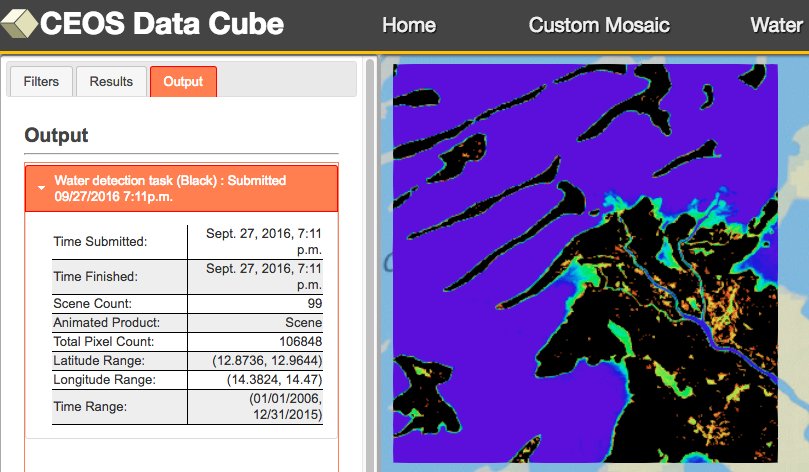 CEOS Data Cube
Home
Custom Mosaic
Water
Filters
Results
Output
Output
Water detection task (Black) : Submitted
09/27/2016 7:11p.m.
Time Submitted:
Sept. 27, 2016, 7:11
p.m.
Time Finished:
Sept. 27, 2016, 7:11
p.m.
Scene Count:
99
Animated Product:
Scene
Total Pixel Count:
106848
Latitude Range:
(12.8736, 12.9644)
Longitude Range:
(14.3824, 14.47)
Time Range:
(01/01/2006,
12/31/2015)